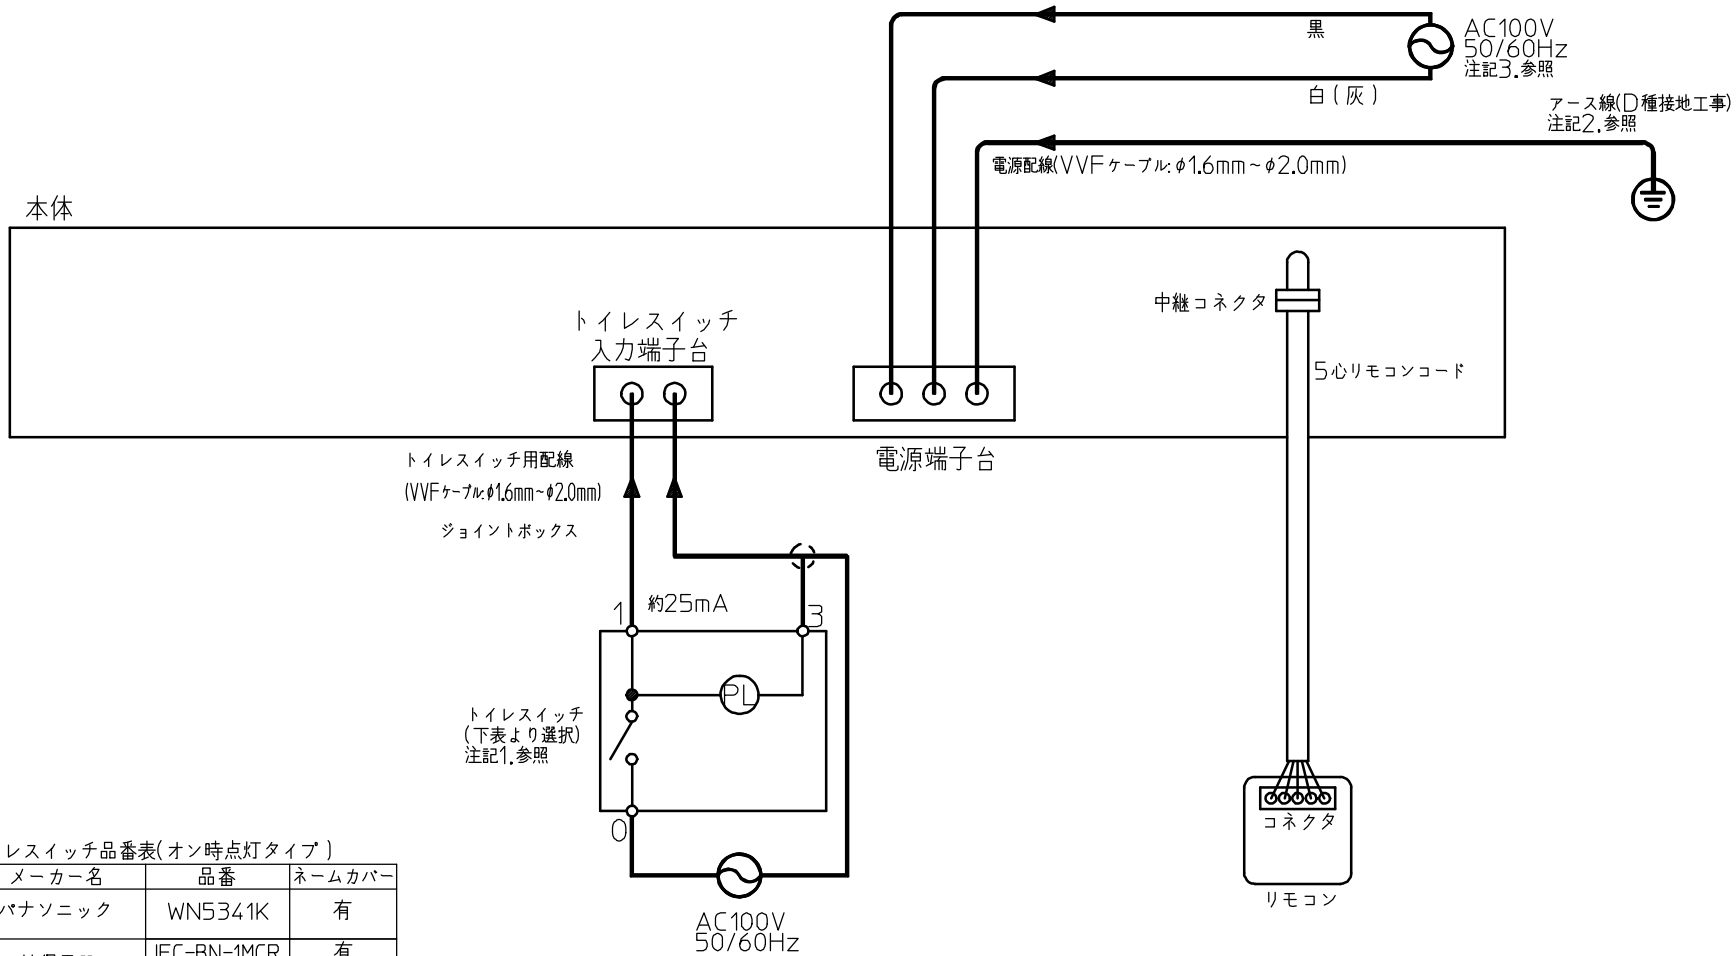 黒
AC100V
50/60Hz
注記3.参照
白(灰)
アース線(D種接地工事)
注記2.参照
電源配線(VVFケーブル:φ1.6mm~φ2.0mm)
本体
中継コネクタ
トイレスイッチ
入力端子台
5心リモコンコード
電源端子台
トイレスイッチ用配線
(VVFケーブル:φ1.6mm~φ2.0mm)
ジョイントボックス
1
約25mA
3
PL
トイレスイッチ
(下表より選択)
注記1.参照
0
コネクタ
リモコン
AC100V
50/60Hz
レスイッチ品番表(オン時点灯タイプ)
メーカー名 品番 ネームカバー
パナソニック WN5341K 有
JEC-BN-1MCR 有